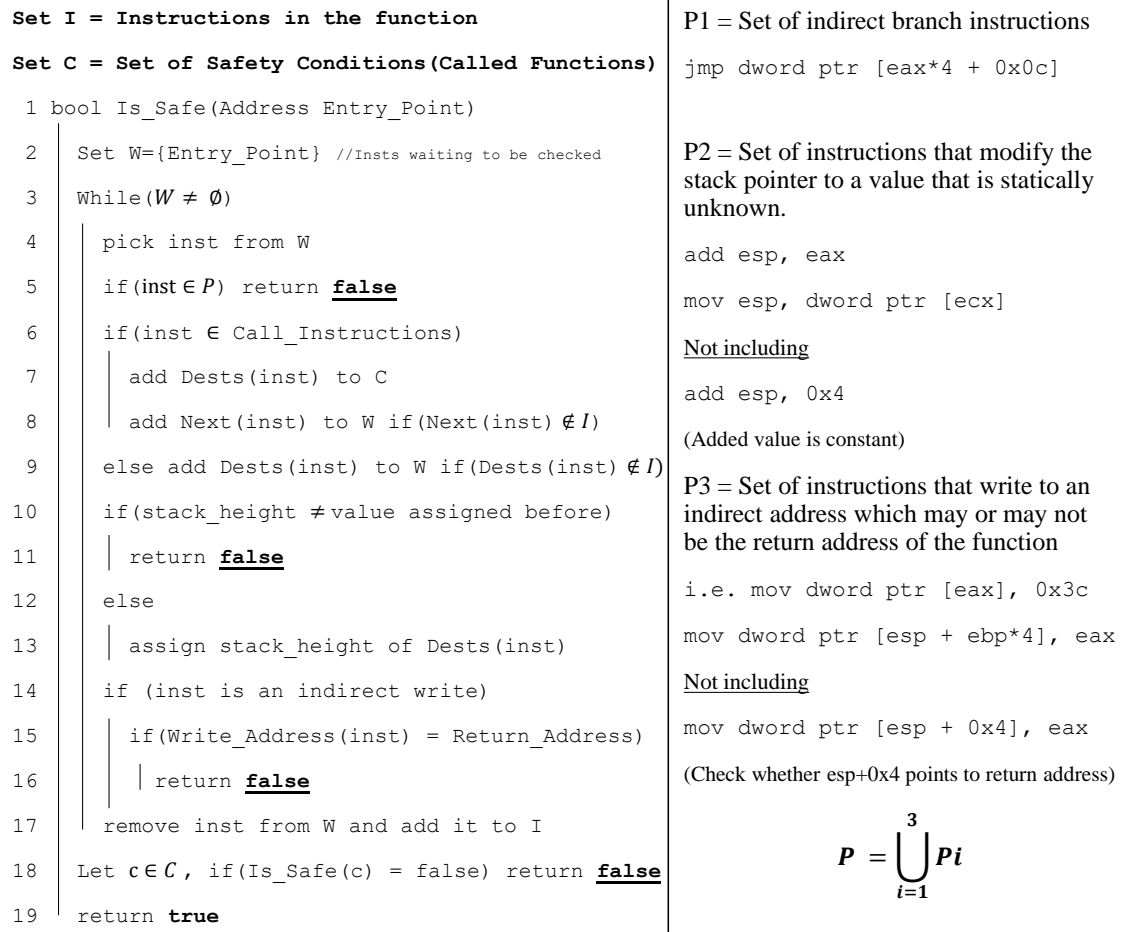 Set I = Instructions in the function
Set C = Set of Safety Conditions(Called Functions)
1 bool Is_Safe(Address Entry_Point)
2 Set W={Entry_Point} //Insts waiting to be checked
3 While(W ≠ ∅)
4 pick inst from W
5 if(inst ∈ P) return false
6 if(inst ∈ Call_Instructions)
7 add Dests(inst) to C
8 add Next(inst) to W if(Next(inst) ∉ I)
9 else add Dests(inst) to W if(Dests(inst) ∉ I)
10 if(stack_height ≠ value assigned before)
11 return false
12 else
13 assign stack_height of Dests(inst)
14 if (inst is an indirect write)
15 if(Write_Address(inst) = Return_Address)
16 return false
17 remove inst from W and add it to I
18 Let c ∈ C, if(Is_Safe(c) = false) return false
19 return true
P1 = Set of indirect branch instructions
jmp dword ptr [eax*4 + 0x0c]
P2 = Set of instructions that modify the
stack pointer to a value that is statically
unknown.
add esp, eax
mov esp, dword ptr [ecx]
Not including
add esp, 0x4
(Added value is constant)
P3 = Set of instructions that write to an
indirect address which may or may not
be the return address of the function
i.e. mov dword ptr [eax], 0x3c
mov dword ptr [esp + ebp*4], eax
Not including
mov dword ptr [esp + 0x4], eax
(Check whether esp+0x4 points to return address)
3
P = ⋃ Pi
i=1